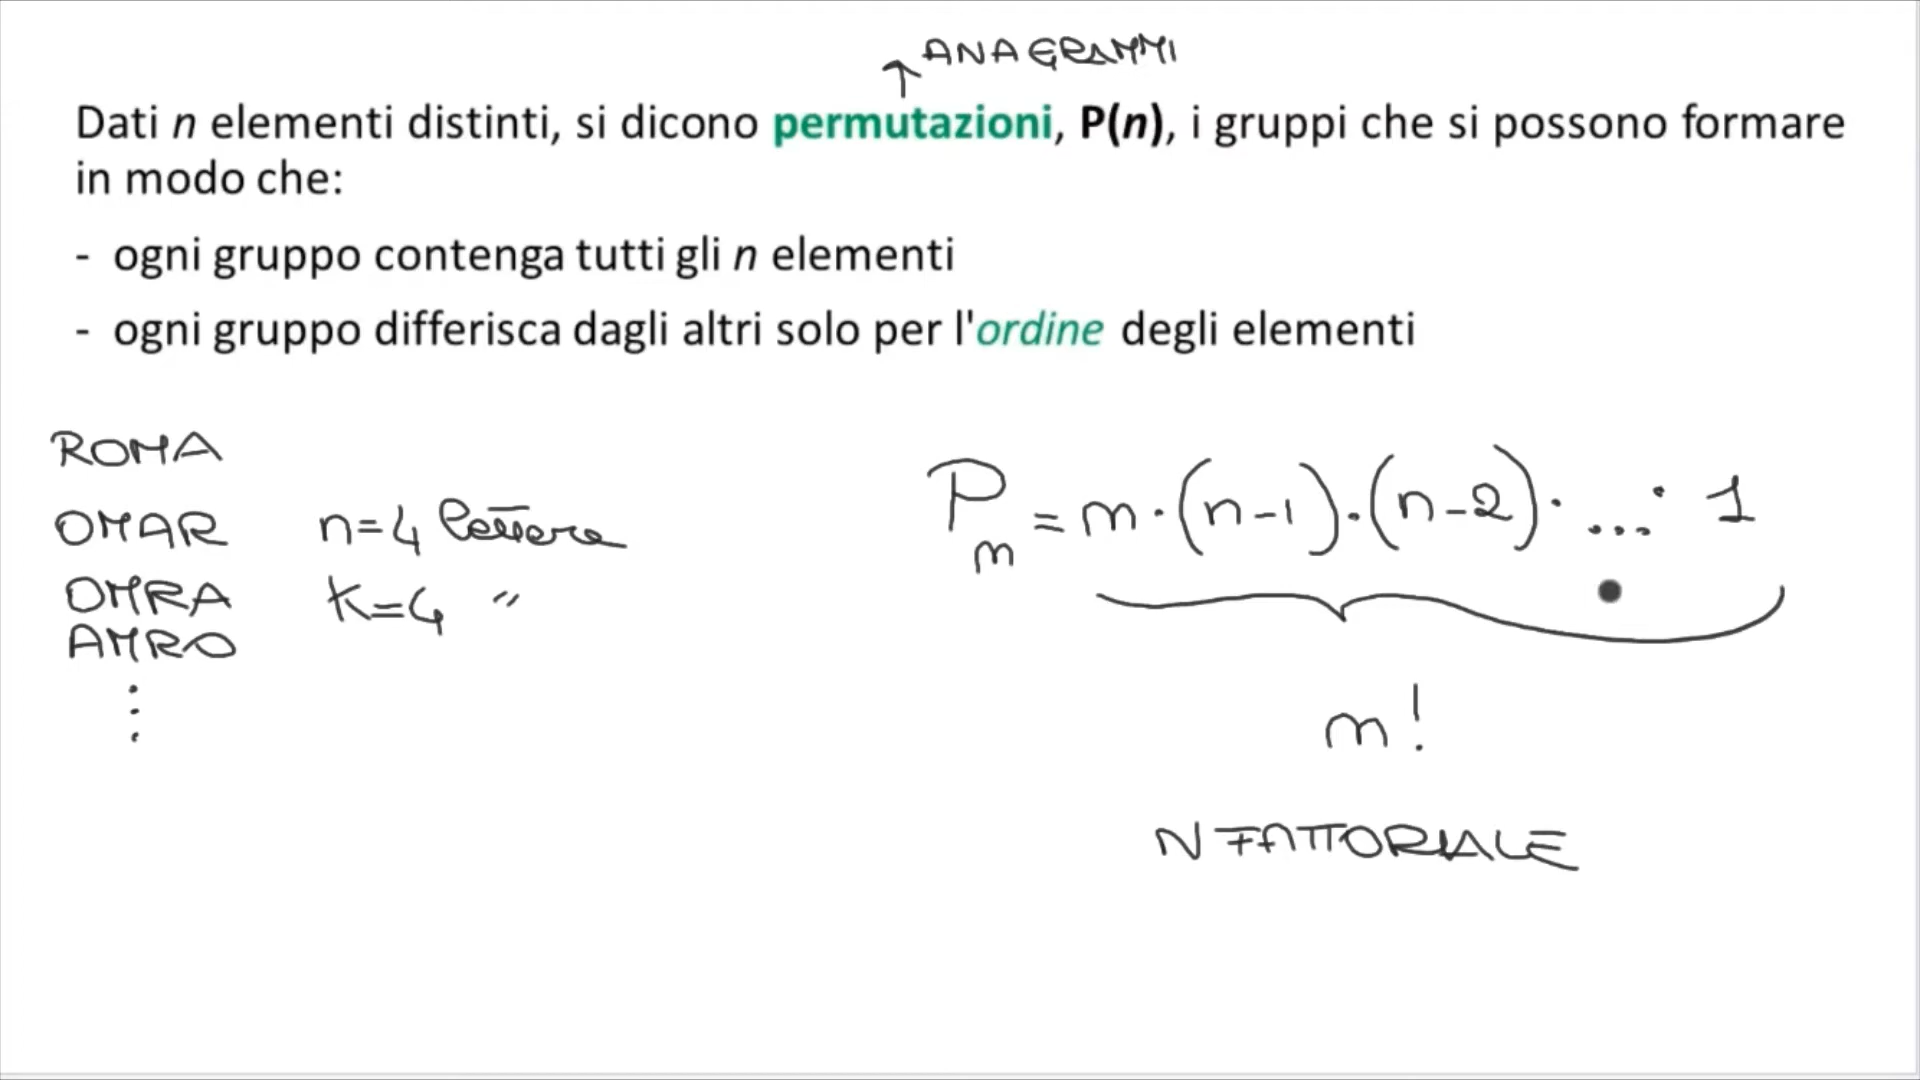 ANAGRAMMI
Dati n elementi distinti, si dicono permutazioni, P(n), i gruppi che si possono formare
in modo che:
- ogni gruppo contenga tutti gli n elementi
- ogni gruppo differisca dagli altri solo per l'ordine degli elementi
ROMA
OMAR n=4 lettere
OMRA K=4 "
AMRO
⋮
Pn = n·(n-1)·(n-2)· ...· 1
n!
N FATTORIALE